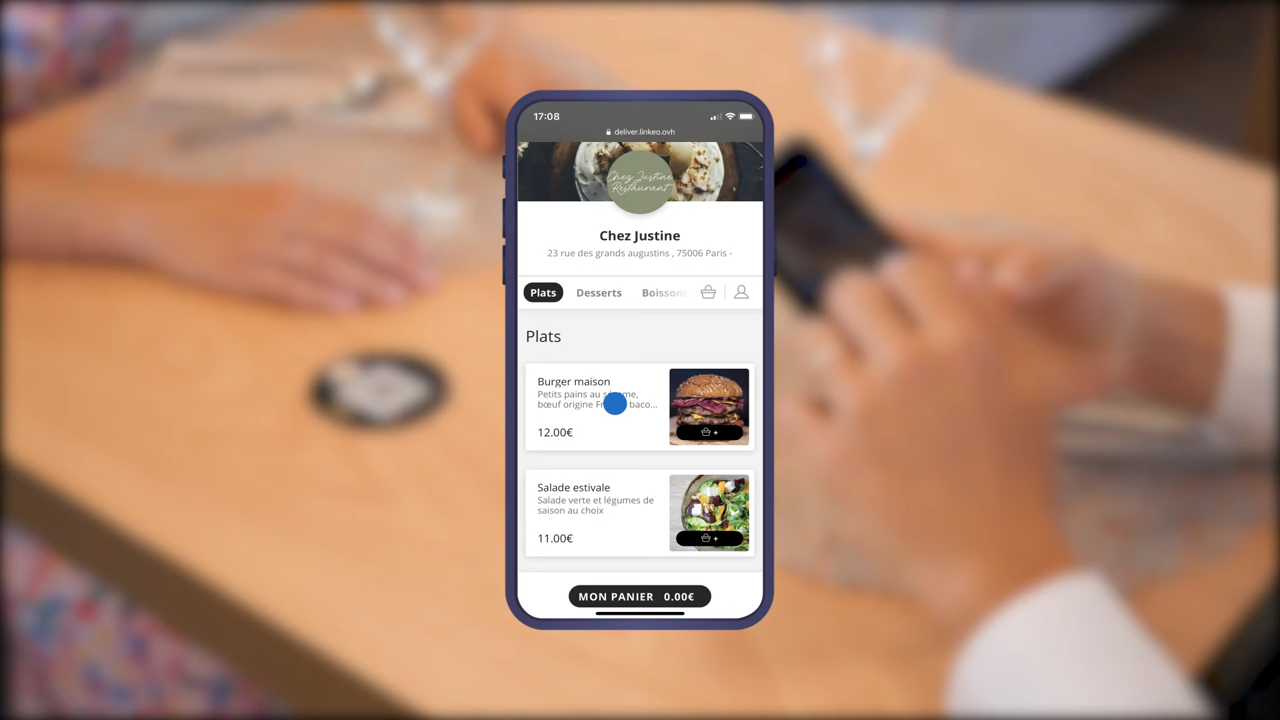 17:08
deliver.linkeo.ovh
Chez Justine
Restaurant
Chez Justine
23 rue des grands augustins , 75006 Paris -
Plats Desserts Boissons
Plats
Burger maison
Petits pains au
bœuf origine baco...
12.00€
+
Salade estivale
Salade verte et légumes de
saison au choix
11.00€
+
MON PANIER 0.00€